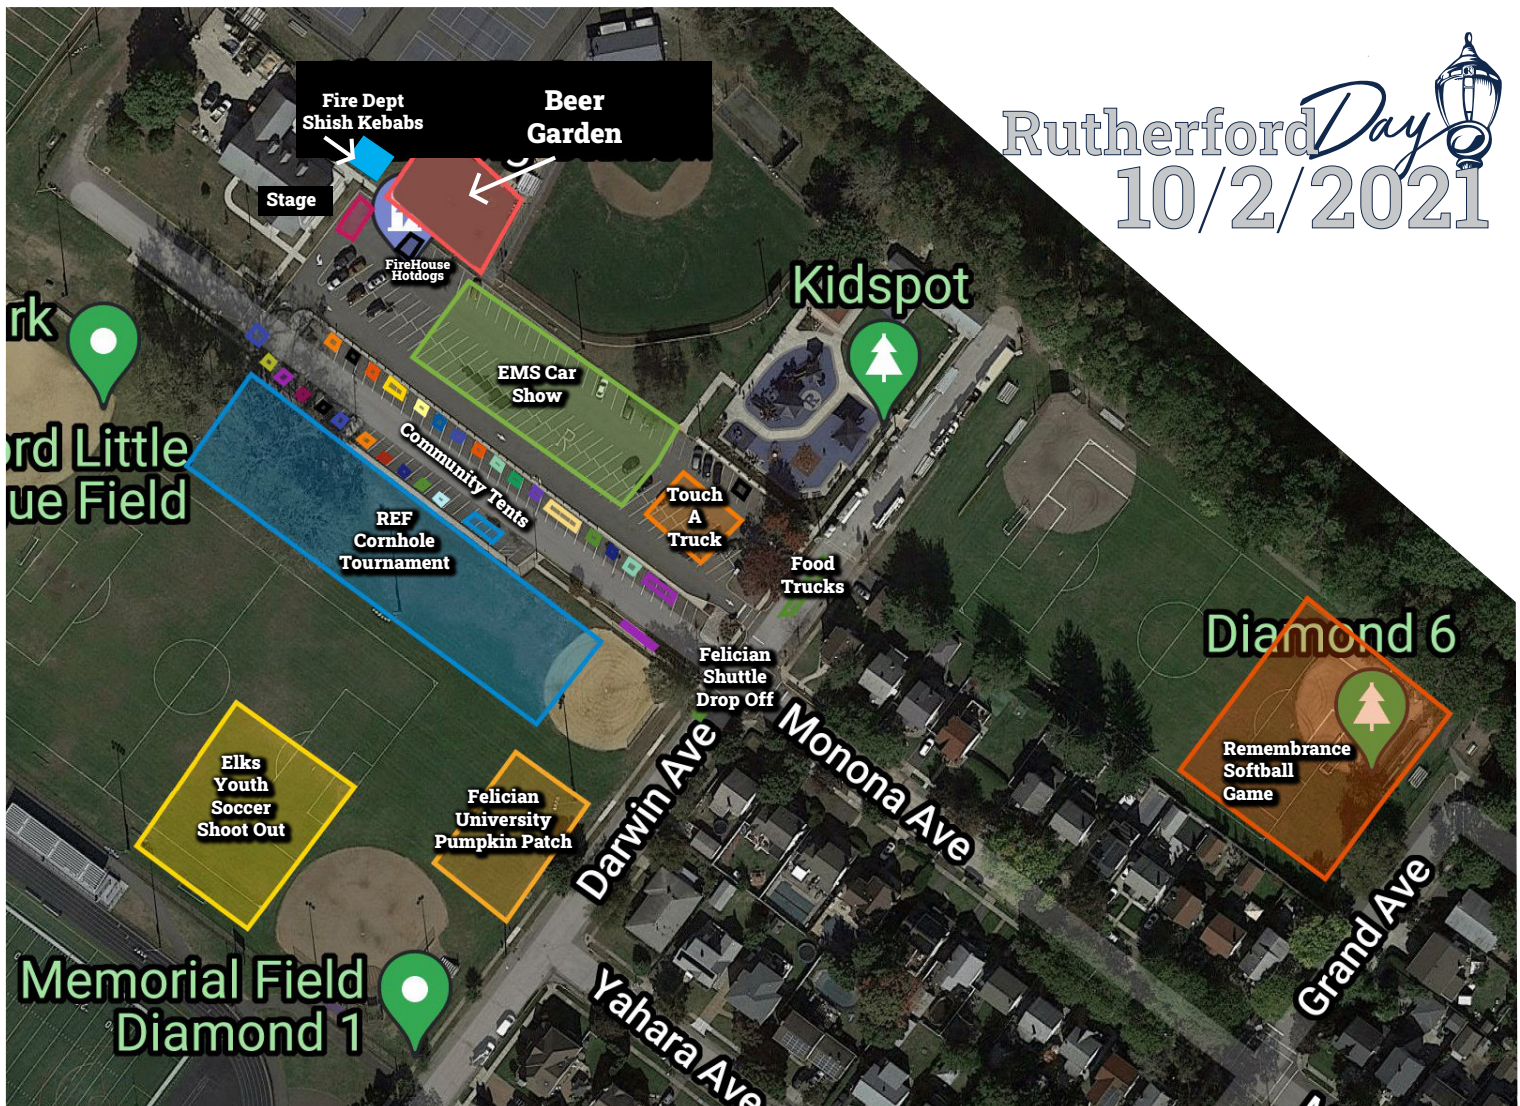 Rutherford Day
10/2/2021
Fire Dept
Shish Kebabs
Beer
Garden
Stage
FireHouse
Hotdogs
Kidspot
rk
EMS Car
Show
ord Little
ue Field
Community Tents
Touch
A
Truck
REF
Cornhole
Tournament
Food
Trucks
Diamond 6
Felician
Shuttle
Drop Off
Remembrance
Softball
Game
Elks
Youth
Soccer
Shoot Out
Felician
University
Pumpkin Patch
Darwin Ave
Monona Ave
Grand Ave
Memorial Field
Diamond 1
Yahara Ave